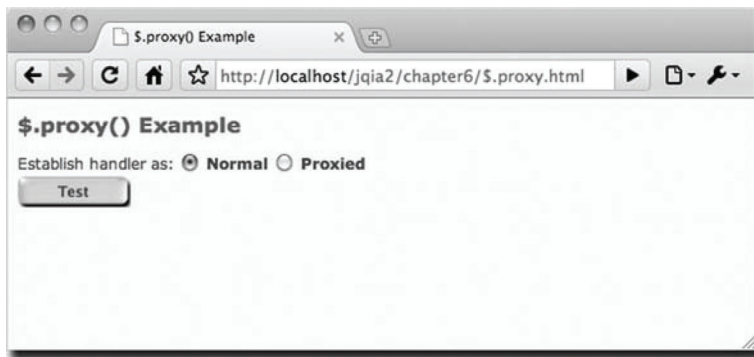 $.proxy() Example
http://localhost/jqia2/chapter6/$.proxy.html
$.proxy() Example
Establish handler as: Normal Proxied
Test